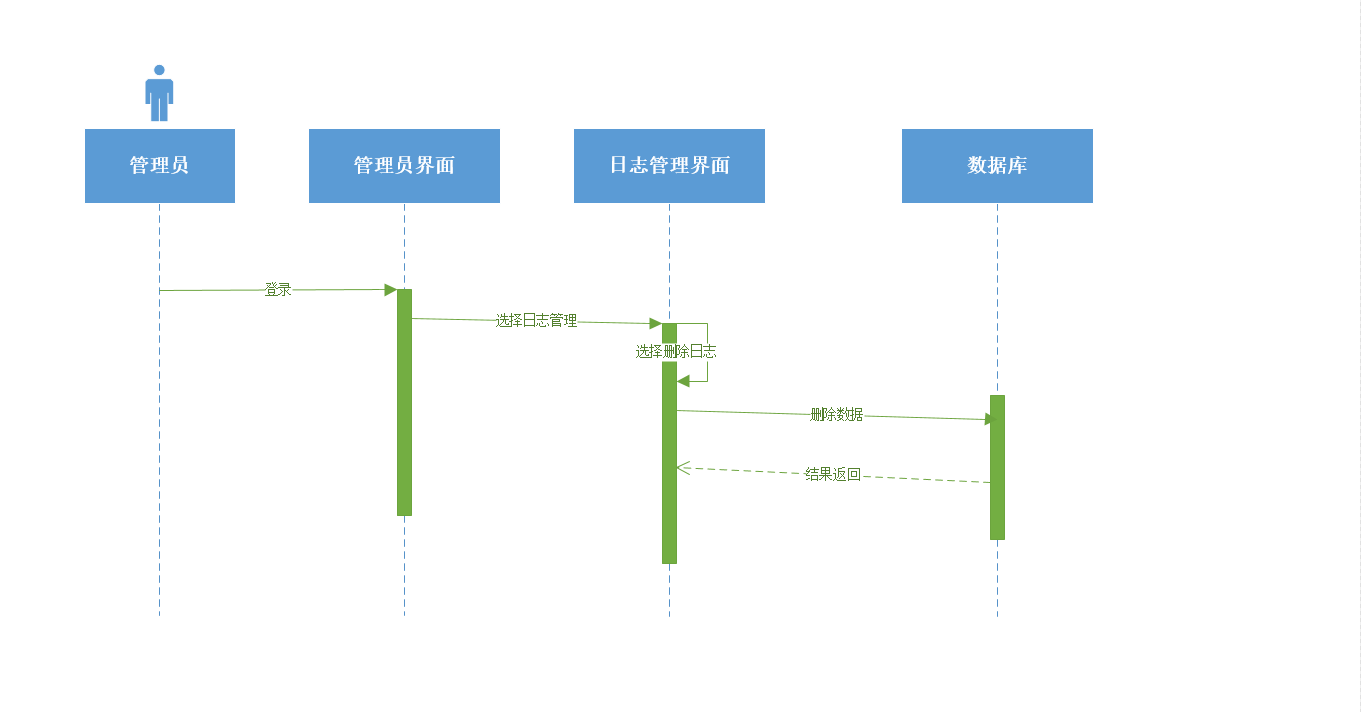 管理员
管理员界面
日志管理界面
数据库
登录
选择日志管理
选择删除日志
删除数据
结果返回